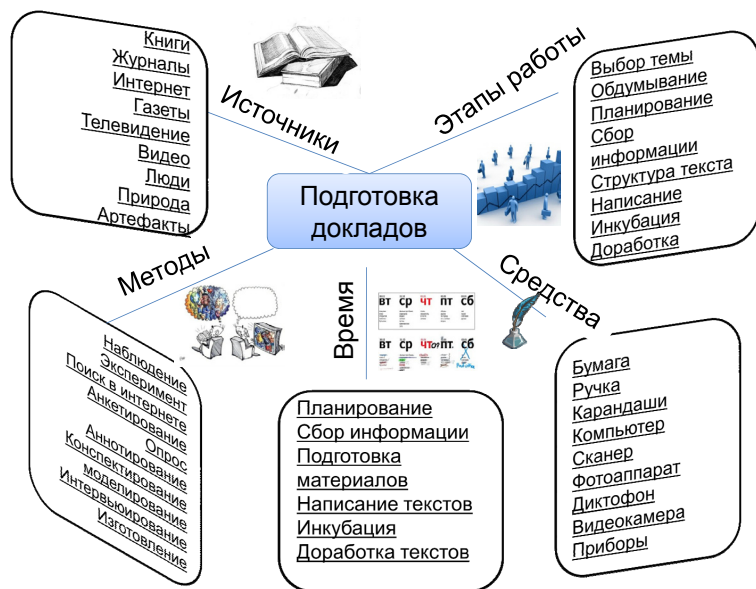 Подготовка
докладов
Источники
Книги
Журналы
Интернет
Газеты
Телевидение
Видео
Люди
Природа
Артефакты
Этапы работы
Выбор темы
Обдумывание
Планирование
Сбор
информации
Структура текста
Написание
Инкубация
Доработка
Методы
Наблюдение
Эксперимент
Поиск в интернете
Анкетирование
Опрос
Аннотирование
Конспектирование
моделирование
Интервьюирование
Изготовление
Время
вт ср чт пт сб
вт ср чт пт сб
Планирование
Сбор информации
Подготовка
материалов
Написание текстов
Инкубация
Доработка текстов
Средства
Бумага
Ручка
Карандаши
Компьютер
Сканер
Фотоаппарат
Диктофон
Видеокамера
Приборы